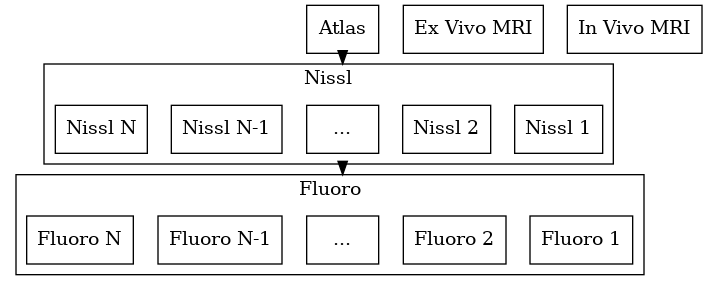 Atlas
Ex Vivo MRI
In Vivo MRI
Nissl
Nissl N
Nissl N-1
...
Nissl 2
Nissl 1
Fluoro
Fluoro N
Fluoro N-1
...
Fluoro 2
Fluoro 1